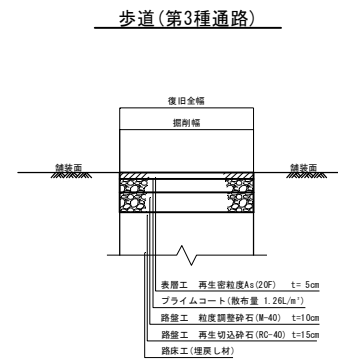 歩道(第3種通路)
復旧全幅
掘削幅
舗装面
舗装面
表層工 再生密粒度As(20F) t= 5cm
プライムコート(散布量 1.26L/m²)
路盤工 粒度調整砕石(M-40) t=10cm
路盤工 再生切込砕石(RC-40) t=15cm
路床工(埋戻し材)